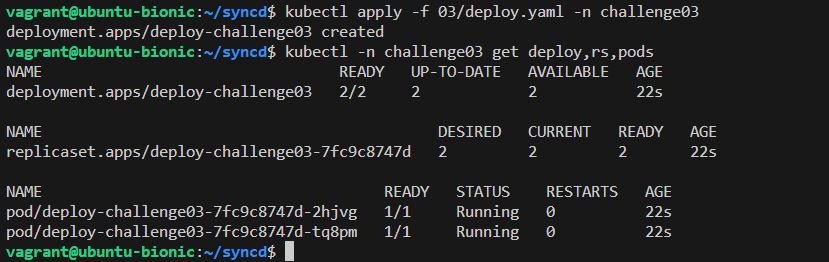 vagrant@ubuntu-bionic:~/syncd$ kubectl apply -f 03/deploy.yaml -n challenge03
deployment.apps/deploy-challenge03 created
vagrant@ubuntu-bionic:~/syncd$ kubectl -n challenge03 get deploy,rs,pods
NAME READY UP-TO-DATE AVAILABLE AGE
deployment.apps/deploy-challenge03 2/2 2 2 22s
NAME DESIRED CURRENT READY AGE
replicaset.apps/deploy-challenge03-7fc9c8747d 2 2 2 22s
NAME READY STATUS RESTARTS AGE
pod/deploy-challenge03-7fc9c8747d-2hjvg 1/1 Running 0 22s
pod/deploy-challenge03-7fc9c8747d-tq8pm 1/1 Running 0 22s
vagrant@ubuntu-bionic:~/syncd$